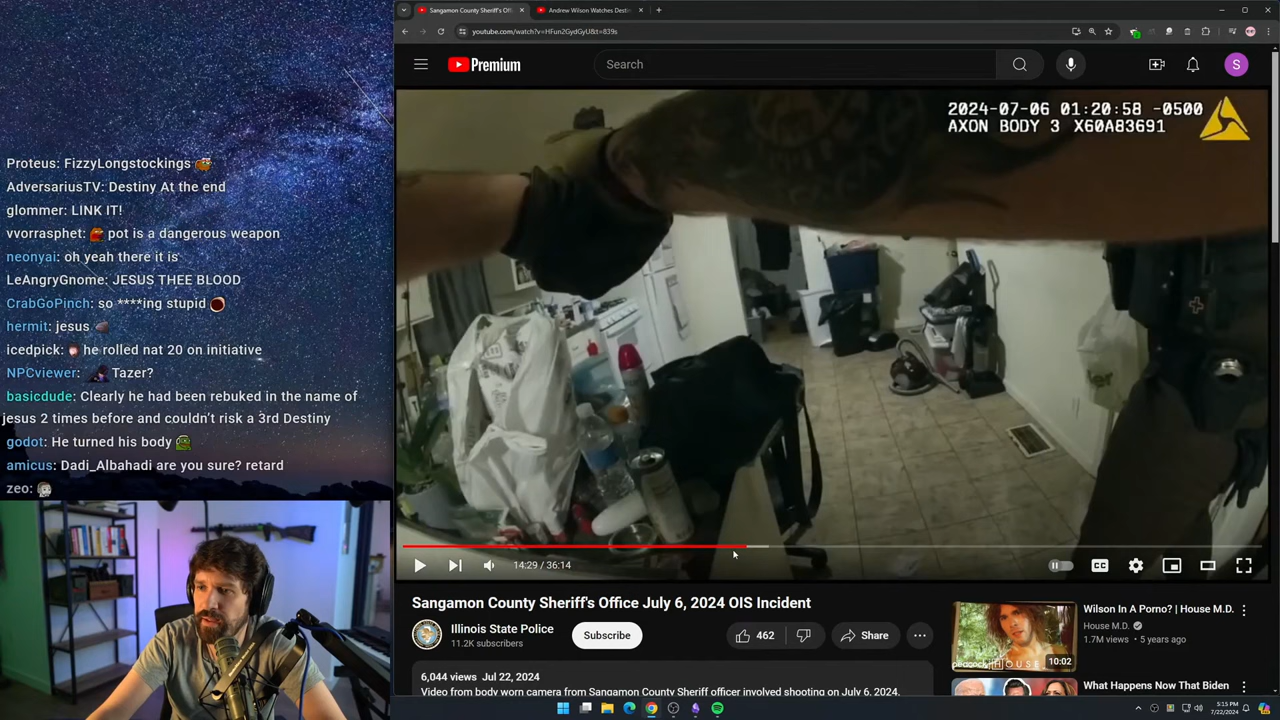 Sangamon County Sheriff's Offi
Andrew Wilson Watches Desti
youtube.com/watch?v=HFun2GydGyU&t=839s
Premium
Search
S
2024-07-06 01:20:58 -0500
AXON BODY 3 X60A83691
Proteus: FizzyLongstockings
AdversariusTV: Destiny At the end
glommer: LINK IT!
vvorrasphet: pot is a dangerous weapon
neonyai: oh yeah there it is
LeAngryGnome: JESUS THEE BLOOD
CrabGoPinch: so ****ing stupid
hermit: jesus
icedpick: he rolled nat 20 on initiative
NPCviewer: Tazer?
basicdude: Clearly he had been rebuked in the name of
jesus 2 times before and couldn't risk a 3rd Destiny
godot: He turned his body
amicus: Dadi_Albahadi are you sure? retard
zeo:
14:29 / 36:14
CC
Sangamon County Sheriff's Office July 6, 2024 OIS Incident
Illinois State Police
11.2K subscribers
Subscribe
462
Share
6,044 views Jul 22, 2024
Video from body worn camera from Sangamon County Sheriff officer involved shooting on July 6, 2024.
peacock HOUSE
10:02
Wilson In A Porno? | House M.D.
House M.D.
1.7M views • 5 years ago
What Happens Now That Biden
5:15 PM
7/22/2024